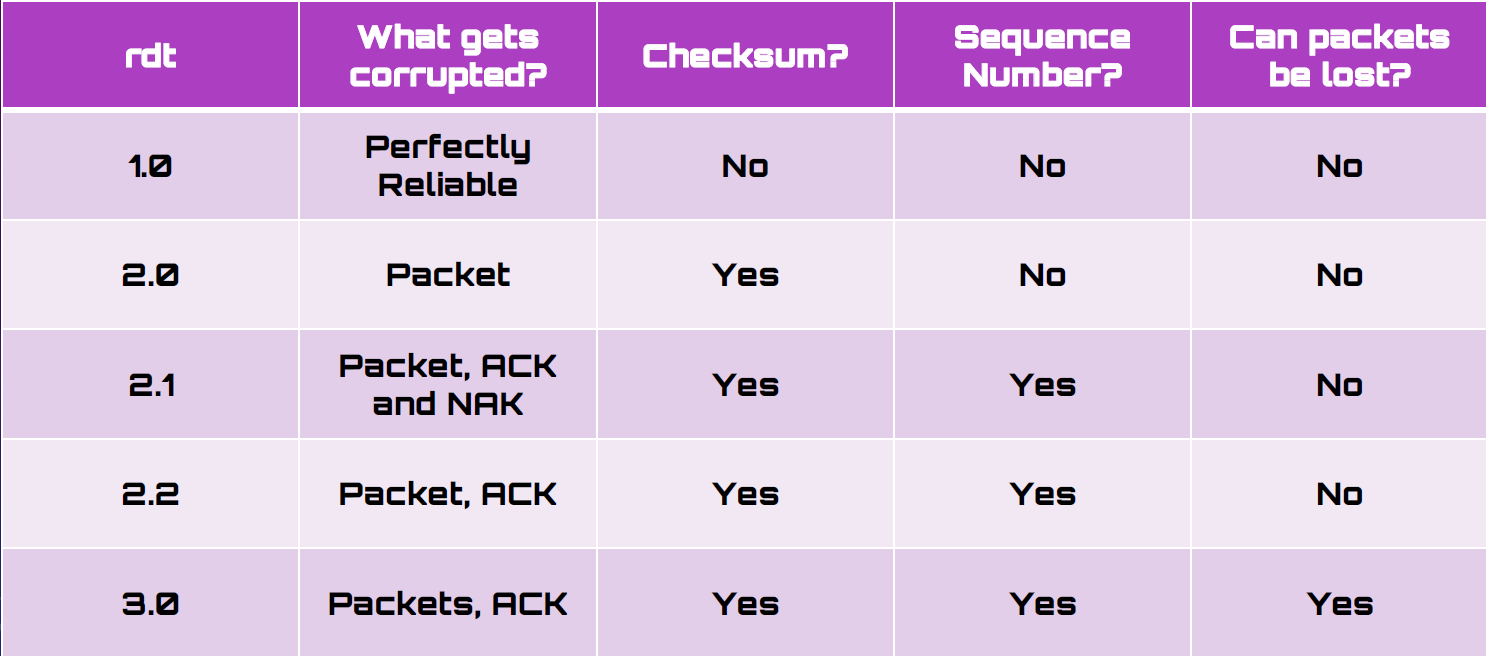 rdt
What gets
corrupted?
Checksum?
Sequence
Number?
Can packets
be lost?
1.0
Perfectly
Reliable
No
No
No
2.0
Packet
Yes
No
No
2.1
Packet, ACK
and NAK
Yes
Yes
No
2.2
Packet, ACK
Yes
Yes
No
3.0
Packets, ACK
Yes
Yes
Yes